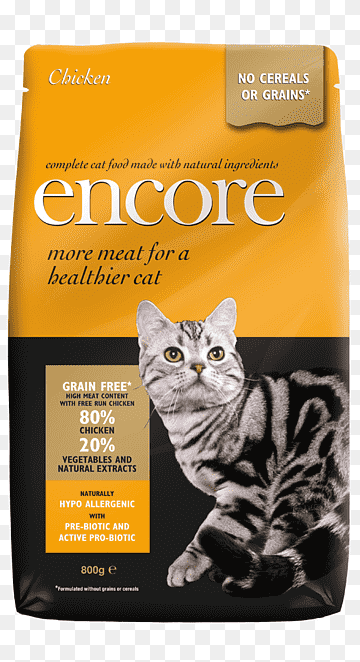 Chicken
NO CEREALS
OR GRAINS*
complete cat food made with natural ingredients
encore
more meat for a
healthier cat
GRAIN FREE*
HIGH MEAT CONTENT
WITH FREE RUN CHICKEN
80%
CHICKEN
20%
VEGETABLES AND
NATURAL EXTRACTS
NATURALLY
HYPO ALLERGENIC
WITH
PRE-BIOTIC AND
ACTIVE PRO-BIOTIC
800g ℮
*Formulated without grains or cereals